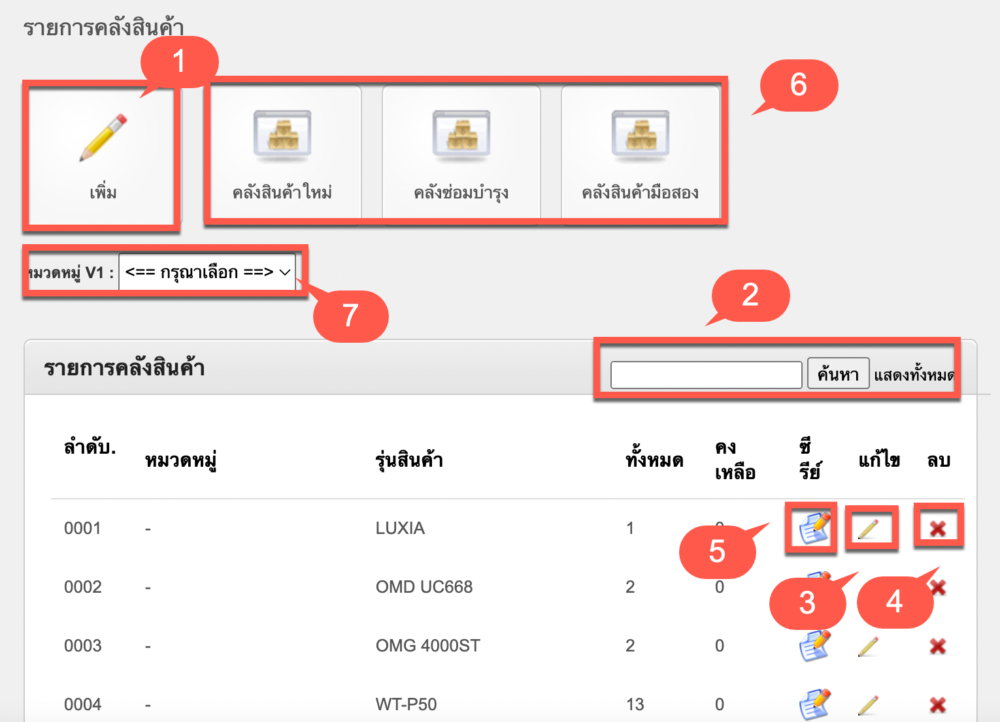 รายการคลังสินค้า
1
6
เพิ่ม
คลังสินค้าใหม่
คลังซ่อมบำรุง
คลังสินค้ามือสอง
หมวดหมู่ V1 : <== กรุณาเลือก ==>
7
2
รายการคลังสินค้า
ค้นหา แสดงทั้งหมด
ลำดับ. หมวดหมู่ รุ่นสินค้า ทั้งหมด คงเหลือ ซีรีย์ แก้ไข ลบ
0001 - LUXIA 1
5
0002 - OMD UC668 2 0
3
4
0003 - OMG 4000ST 2 0
0004 - WT-P50 13 0